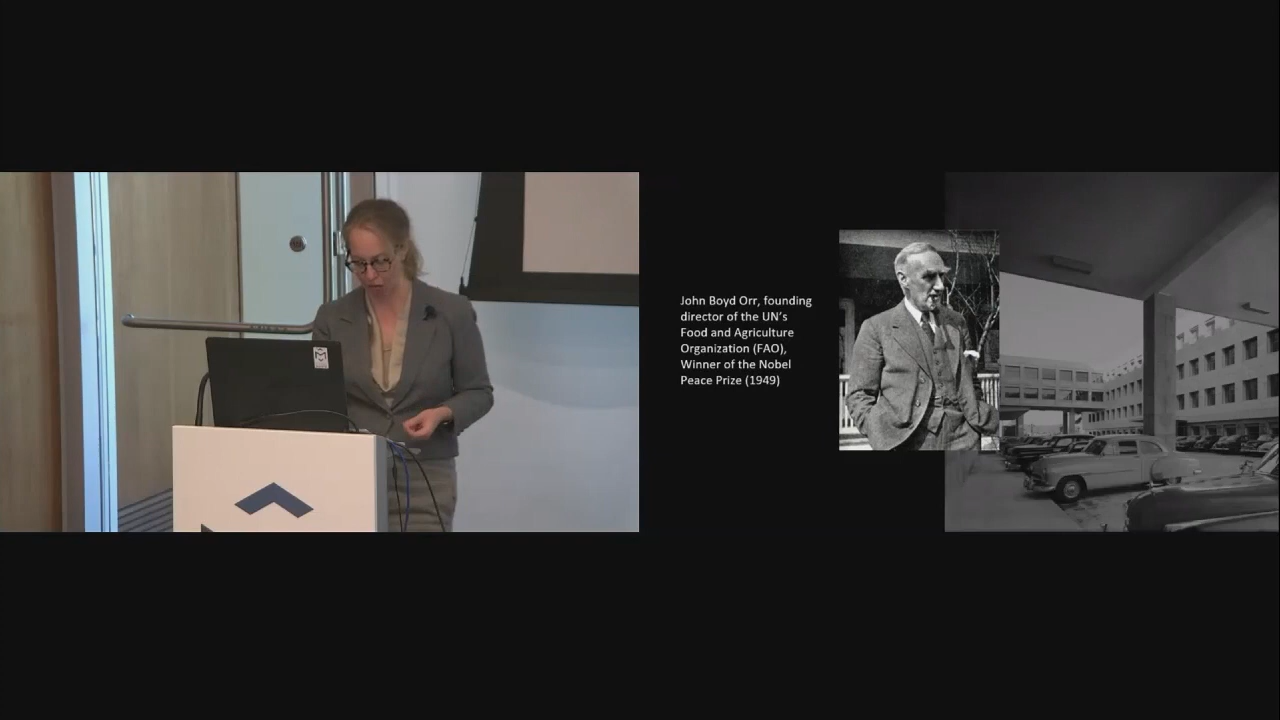 John Boyd Orr, founding
director of the UN's
Food and Agriculture
Organization (FAO),
Winner of the Nobel
Peace Prize (1949)